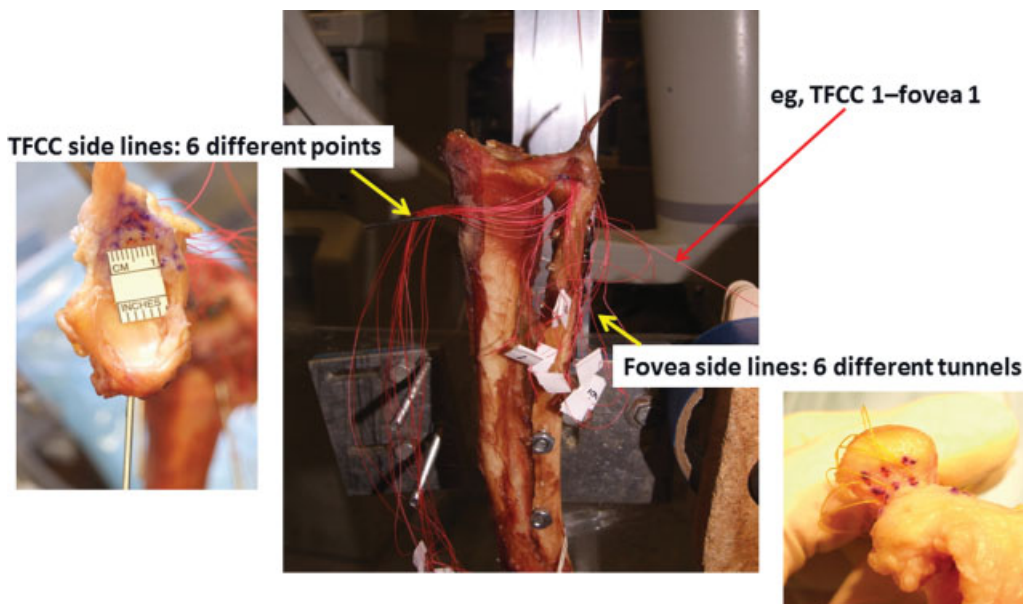 eg, TFCC 1–fovea 1
TFCC side lines: 6 different points
CM 1
INCHES
Fovea side lines: 6 different tunnels